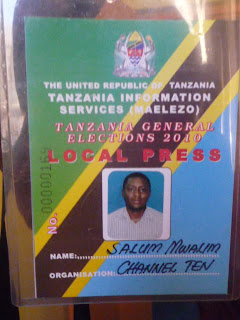 THE UNITED REPUBLIC OF TANZANIA
TANZANIA INFORMATION
SERVICES (MAELEZO)
TANZANIA GENERAL
ELECTIONS 2010
LOCAL PRESS
NO.
NAME: SALUM MWALIM
ORGANISATION: CHANNEL TEN